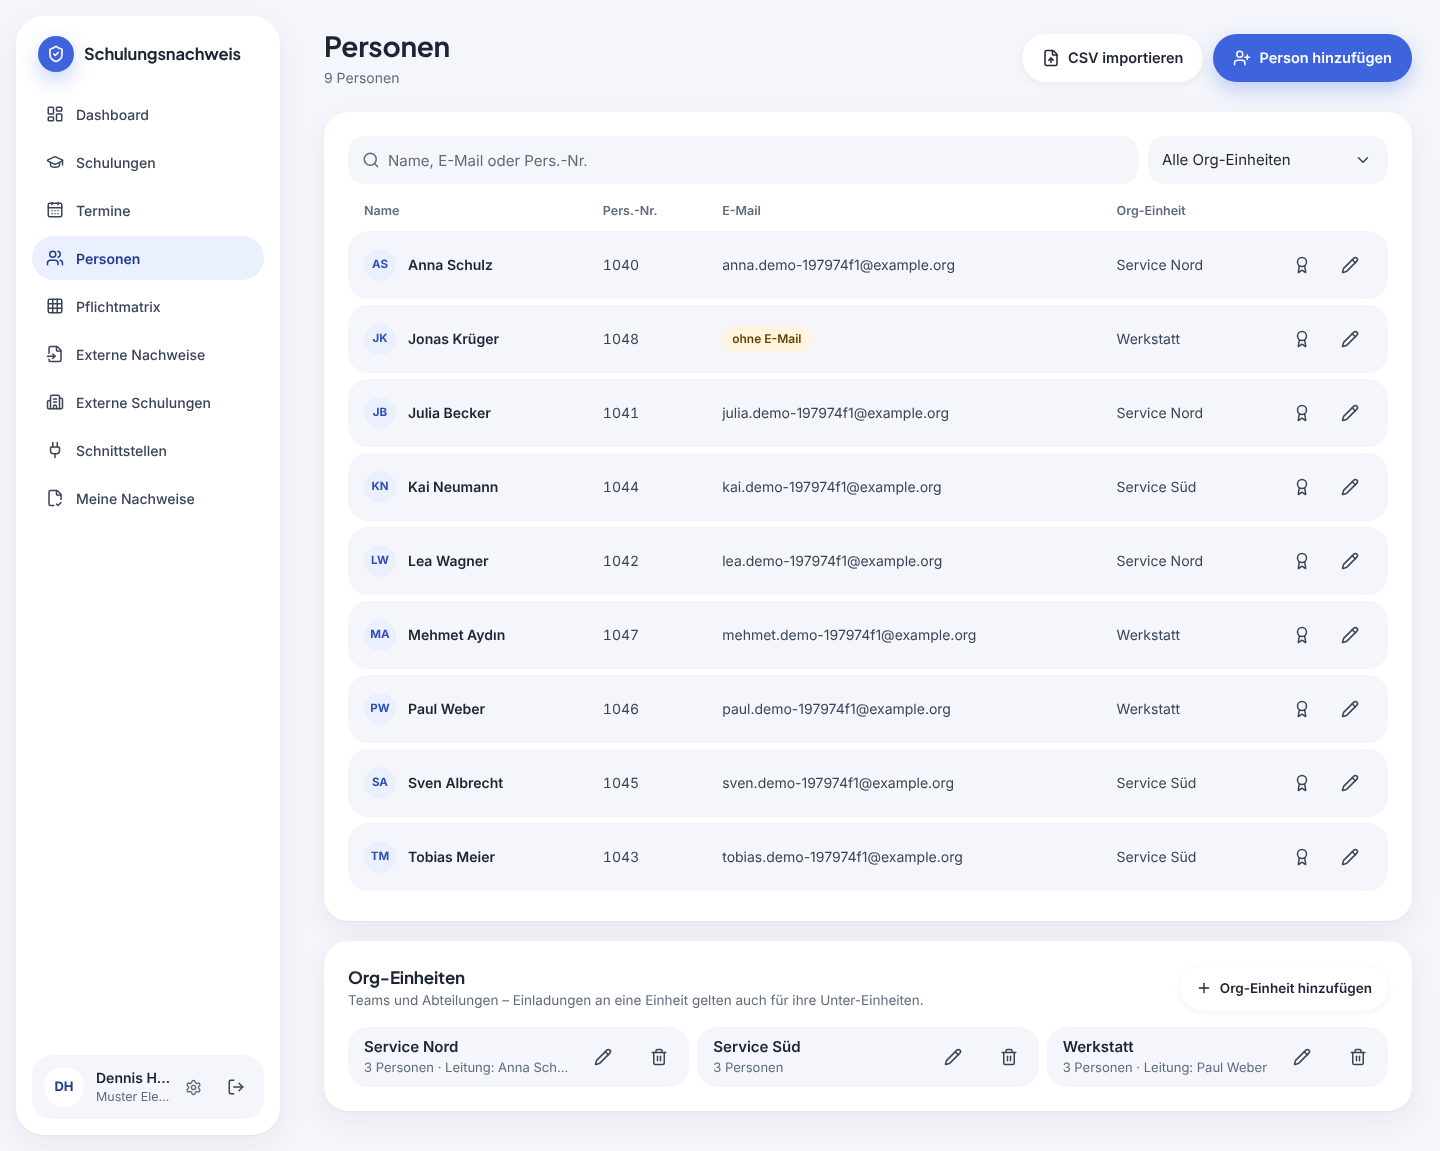 Schulungsnachweis
Dashboard
Schulungen
Termine
Personen
Pflichtmatrix
Externe Nachweise
Externe Schulungen
Schnittstellen
Meine Nachweise
DH
Dennis H...
Muster Ele...
Personen
9 Personen
CSV importieren
Person hinzufügen
Name, E-Mail oder Pers.-Nr.
Alle Org-Einheiten
Name Pers.-Nr. E-Mail Org-Einheit
AS Anna Schulz 1040 anna.demo-197974f1@example.org Service Nord
JK Jonas Krüger 1048 ohne E-Mail Werkstatt
JB Julia Becker 1041 julia.demo-197974f1@example.org Service Nord
KN Kai Neumann 1044 kai.demo-197974f1@example.org Service Süd
LW Lea Wagner 1042 lea.demo-197974f1@example.org Service Nord
MA Mehmet Aydın 1047 mehmet.demo-197974f1@example.org Werkstatt
PW Paul Weber 1046 paul.demo-197974f1@example.org Werkstatt
SA Sven Albrecht 1045 sven.demo-197974f1@example.org Service Süd
TM Tobias Meier 1043 tobias.demo-197974f1@example.org Service Süd
Org-Einheiten
Teams und Abteilungen – Einladungen an eine Einheit gelten auch für ihre Unter-Einheiten.
Org-Einheit hinzufügen
Service Nord
3 Personen · Leitung: Anna Sch...
Service Süd
3 Personen
Werkstatt
3 Personen · Leitung: Paul Weber